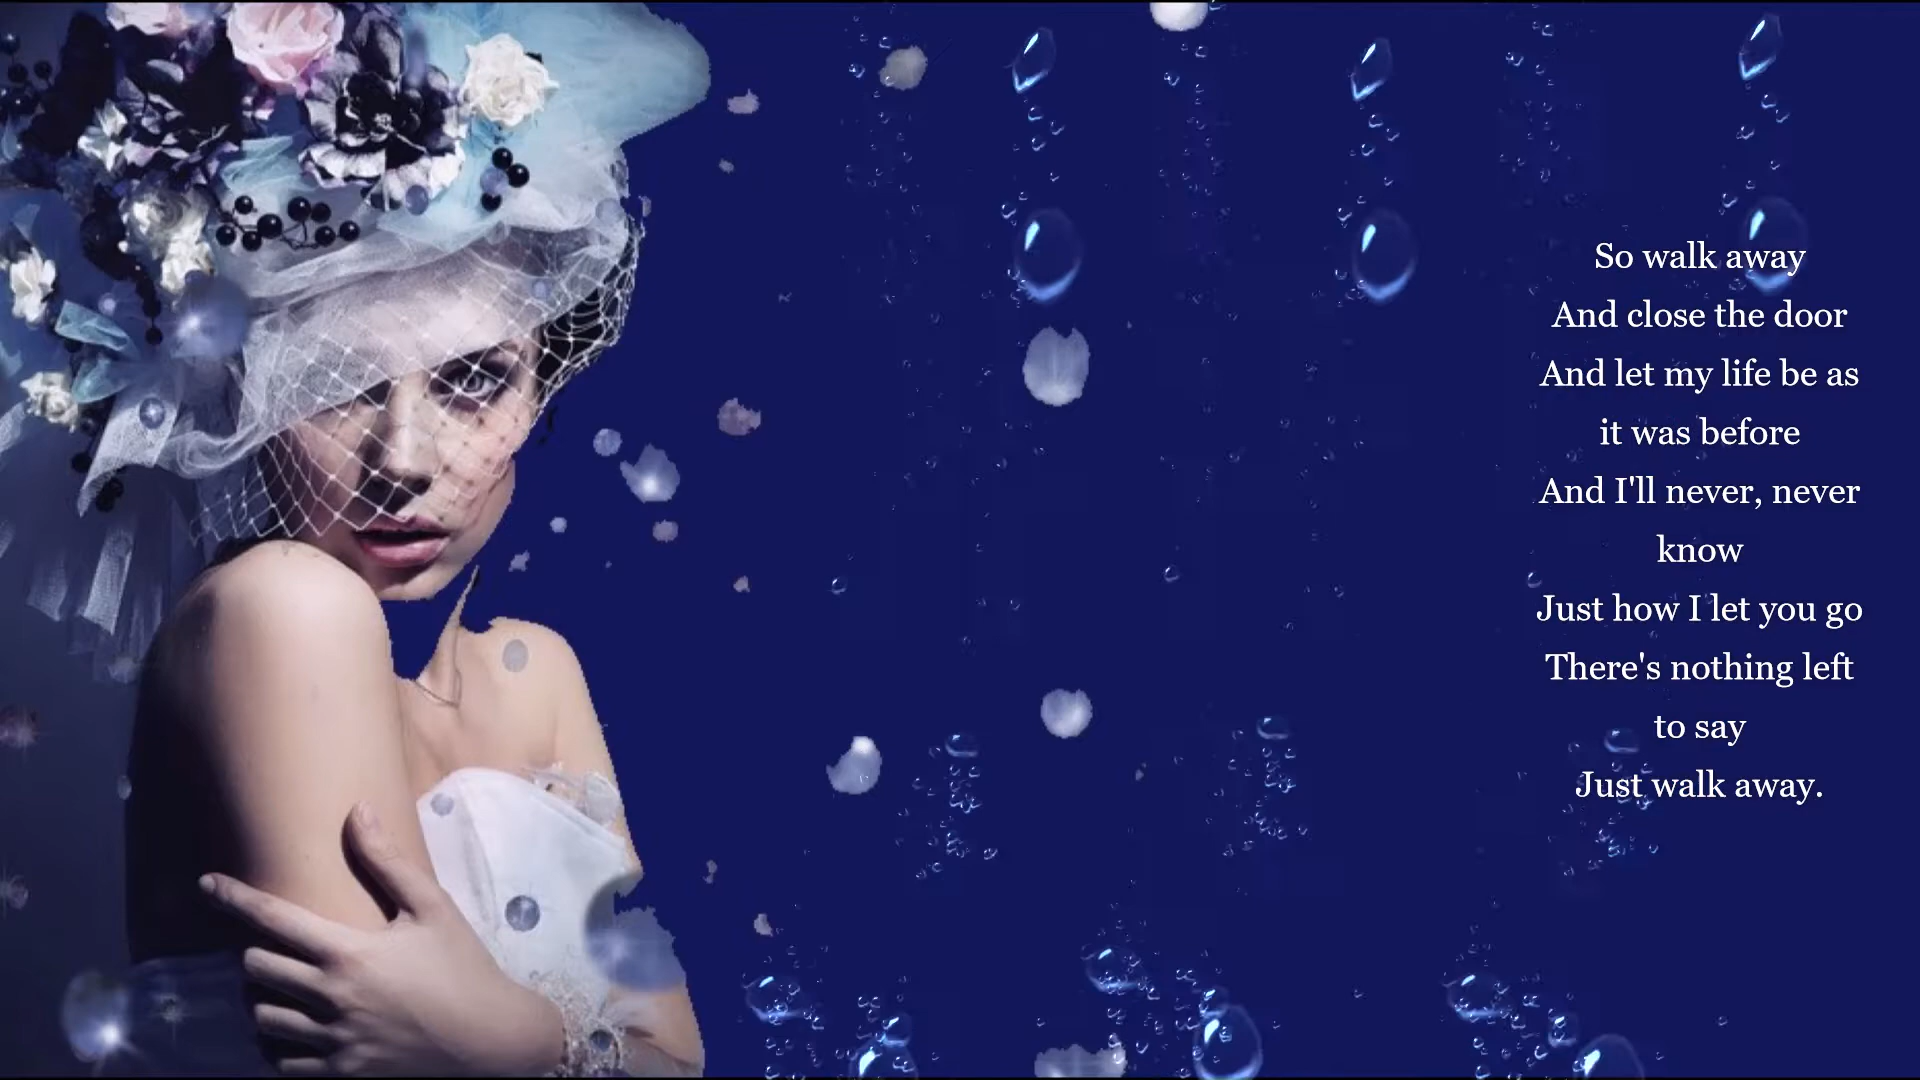 So walk away
And close the door
And let my life be as
it was before
And I'll never, never
know
Just how I let you go
There's nothing left
to say
Just walk away.